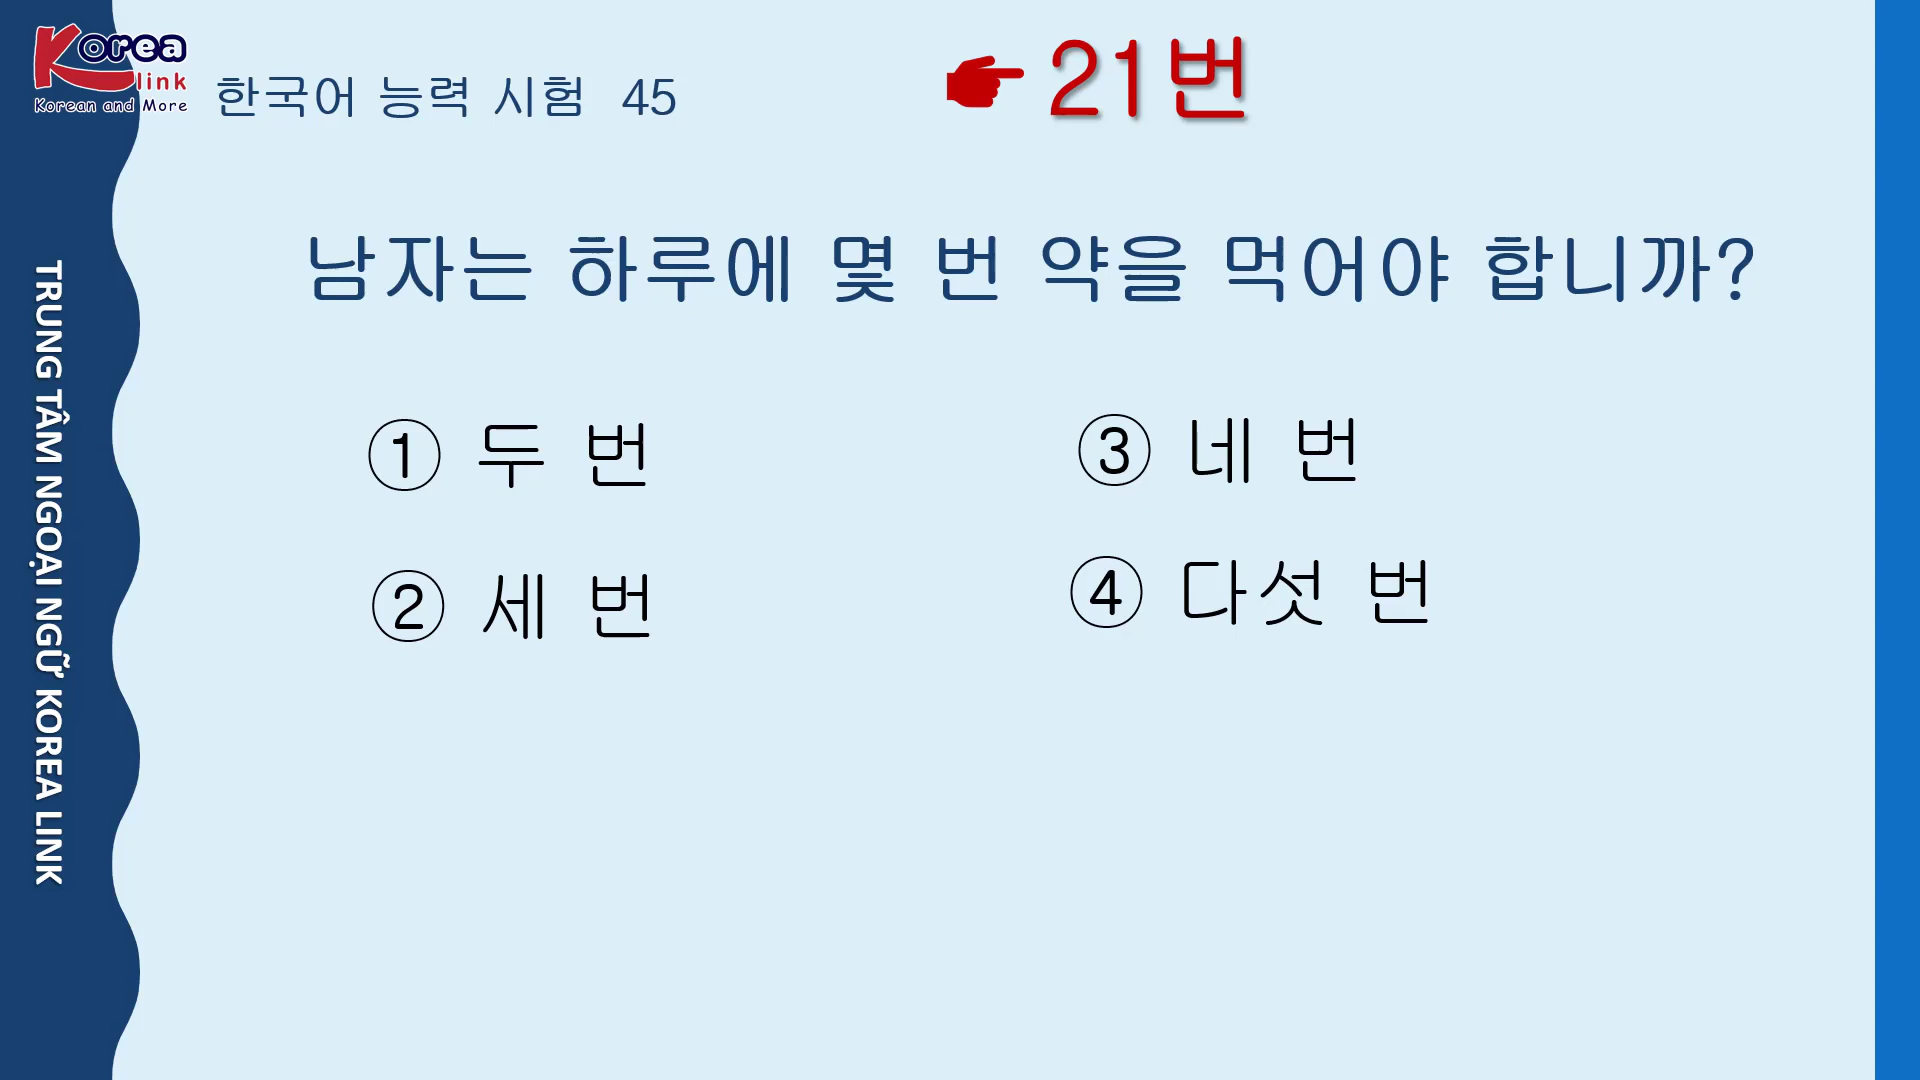 Korea
link
Korean and More
한국어 능력 시험 45
21번
남자는 하루에 몇 번 약을 먹어야 합니까?
① 두 번
② 세 번
③ 네 번
④ 다섯 번
TRUNG TÂM NGOẠI NGỮ KOREA LINK